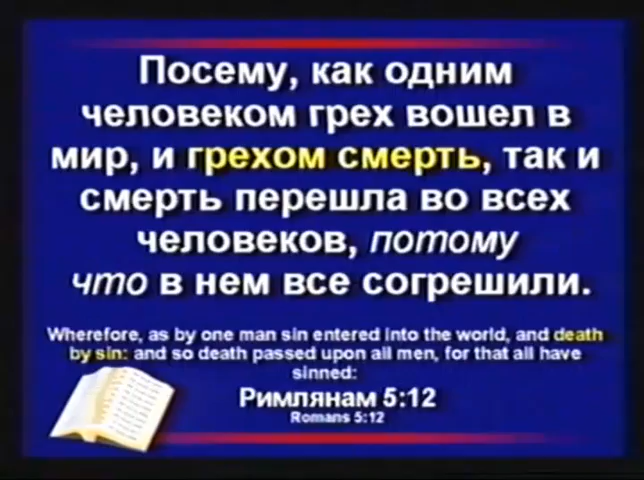 Посему, как одним
человеком грех вошел в
мир, и грехом смерть, так и
смерть перешла во всех
человеков, потому
что в нем все согрешили.
Wherefore, as by one man sin entered into the world, and death
by sin: and so death passed upon all men, for that all have
sinned:
Римлянам 5:12
Romans 5:12